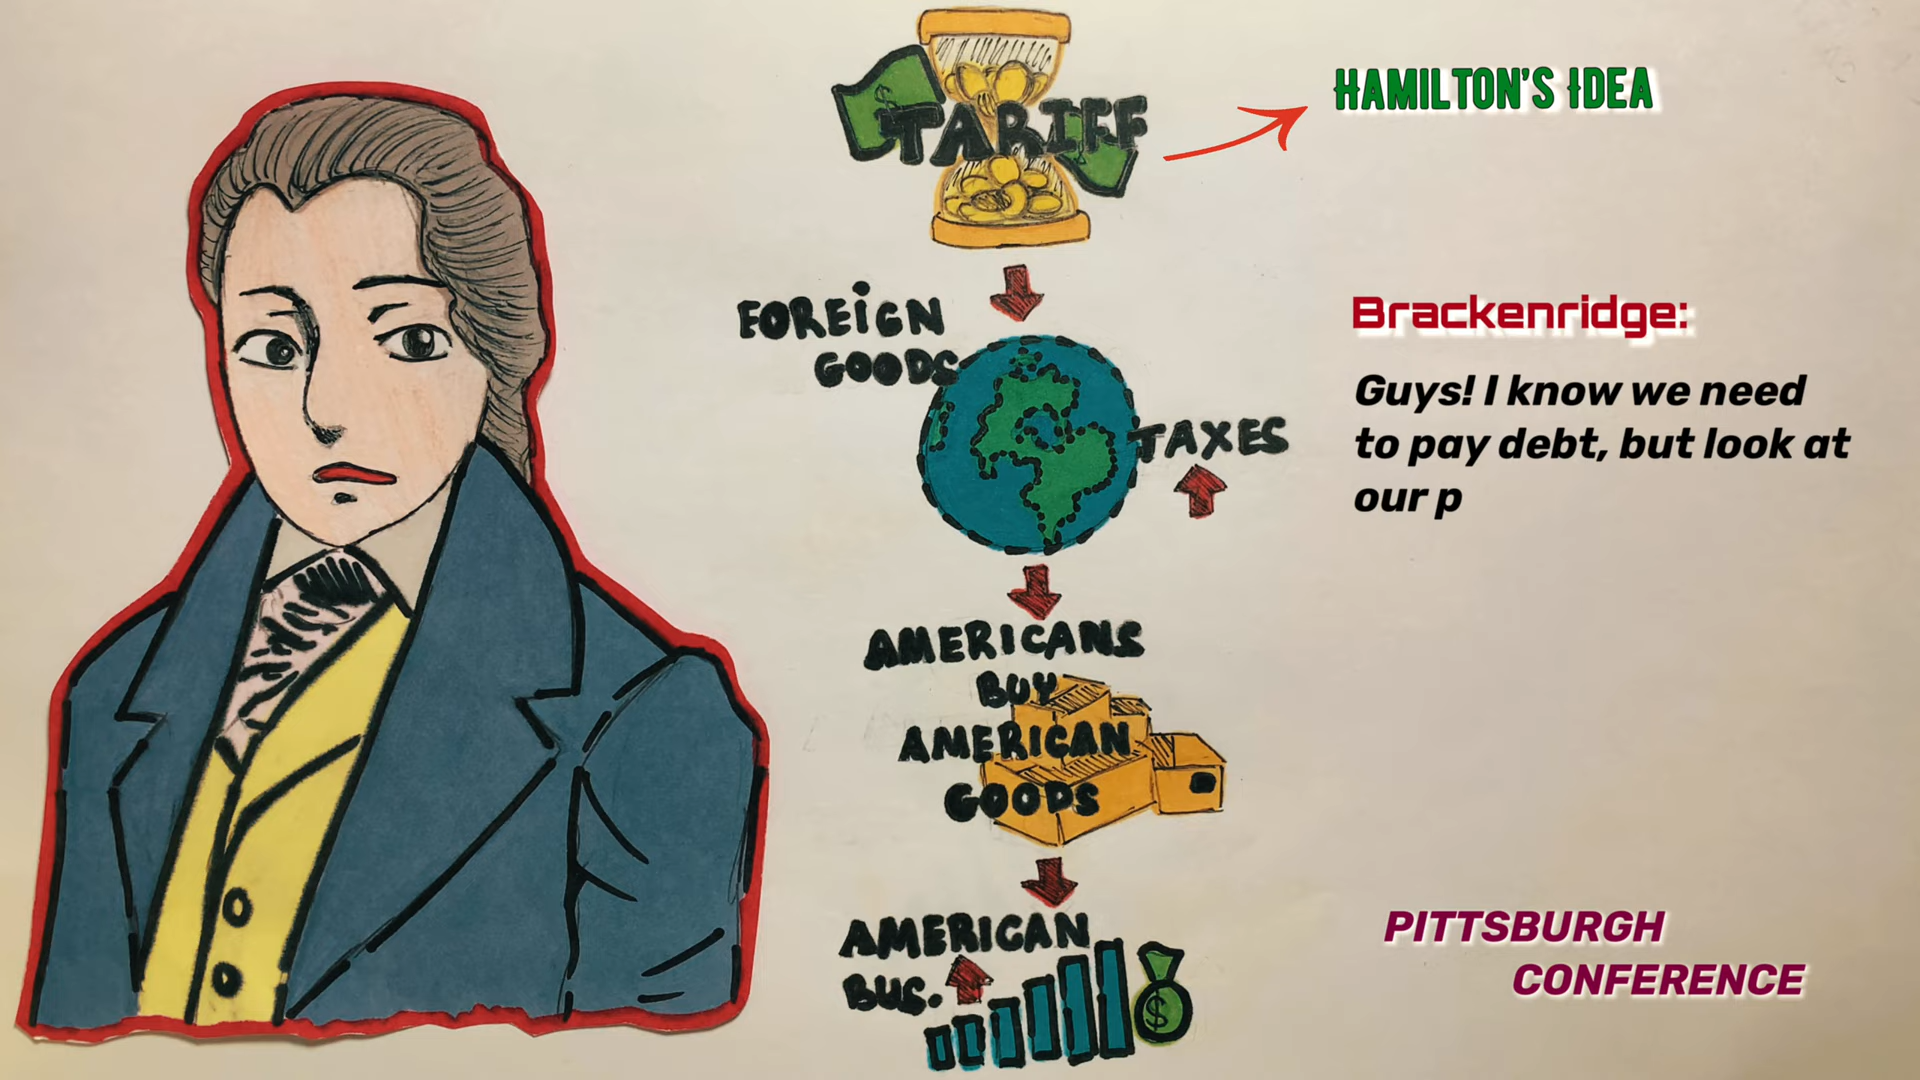 TARIFF
HAMILTON'S IDEA
FOREIGN
GOODS
TAXES
AMERICANS
BUY
AMERICAN
GOODS
AMERICAN
BUS.
$
Brackenridge:
Guys! I know we need
to pay debt, but look at
our p
PITTSBURGH
CONFERENCE